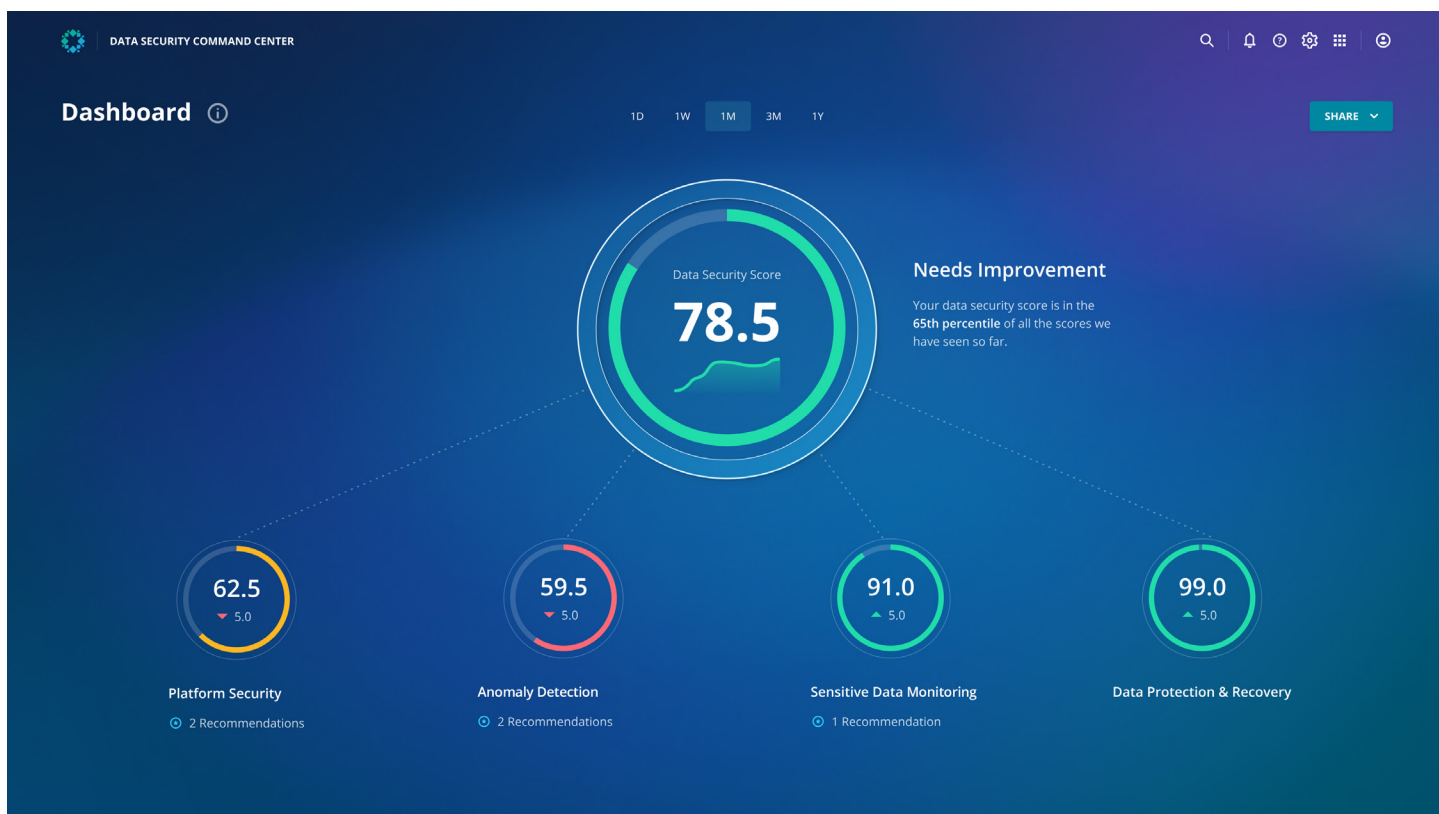 DATA SECURITY COMMAND CENTER
Dashboard
1D 1W 1M 3M 1Y
SHARE
Data Security Score
78.5
Needs Improvement
Your data security score is in the
65th percentile of all the scores we
have seen so far.
62.5
5.0
Platform Security
2 Recommendations
59.5
5.0
Anomaly Detection
2 Recommendations
91.0
5.0
Sensitive Data Monitoring
1 Recommendation
99.0
5.0
Data Protection & Recovery